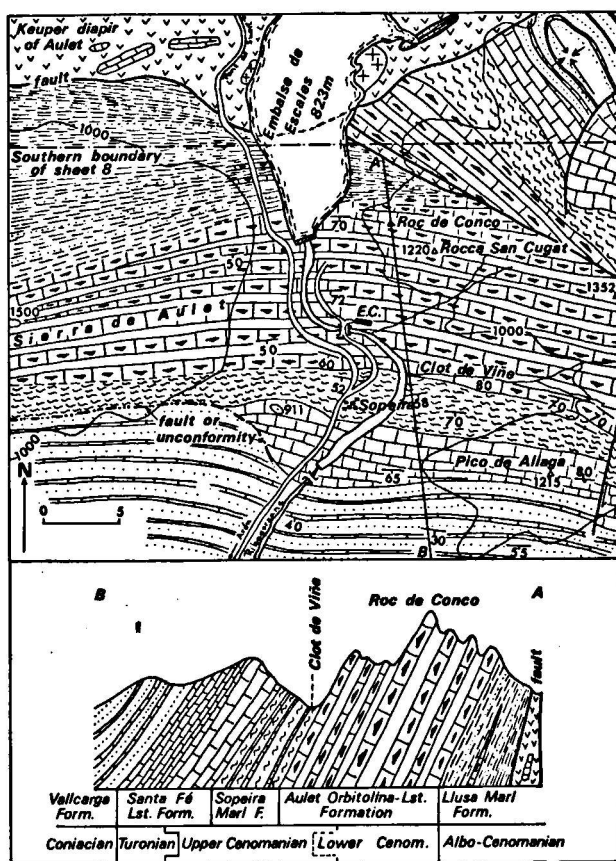 Keuper diapir
of Aulet
fault
Embalse de
Escales
823m
1000
Southern boundary
of sheet 8
A
70
Roc de Conco
1220
Rocca San Cugat
50
1352
1500
72
E.C.
1000
Sierra de Aulet
50
60
Clot de Viñe
80
52
Sopeira
68
70
70
70
911
fault or
unconformity
1000
Pico de Allaga
80
1215
65
N
0 5
40
30
55
B
B
Roc de Conco
A
Clot de Viñe
fault
Vallcarga
Form.
Santa Fé
Lst. Form.
Sopeira
Marl F.
Aulet Orbitolina-Lst.
Formation
Llusa Marl
Form.
Coniacian
Turonian
Upper Cenomanian
Lower Cenom.
Albo-Cenomanian